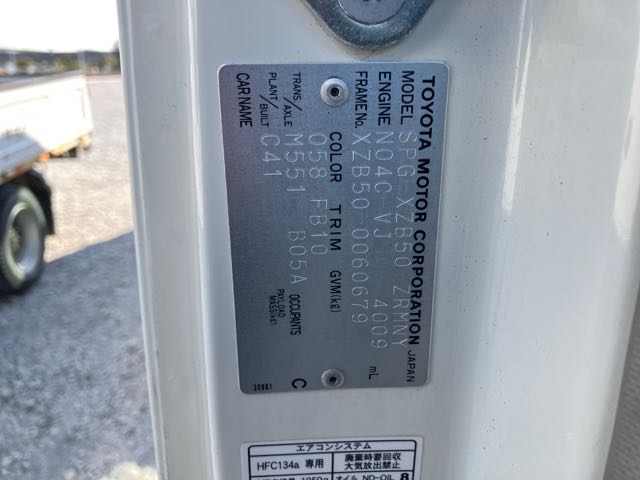 TOYOTA MOTOR CORPORATION JAPAN
MODEL SPG-XZB50-ZRMNY
ENGINE N04C-VJ 4009 mL
FRAME No. XZB50-0060679
COLOR TRIM GVM(kg)
058 FB10
TRANS/AXLE M551 B05A OCCUPANTS
PLANT/BUILT C41 PAYLOAD MASS(kg)
CAR NAME C
30881
エアコンシステム
HFC134a 専用
廃棄時要回収
大気放出禁止
オイル ND-OIL 8